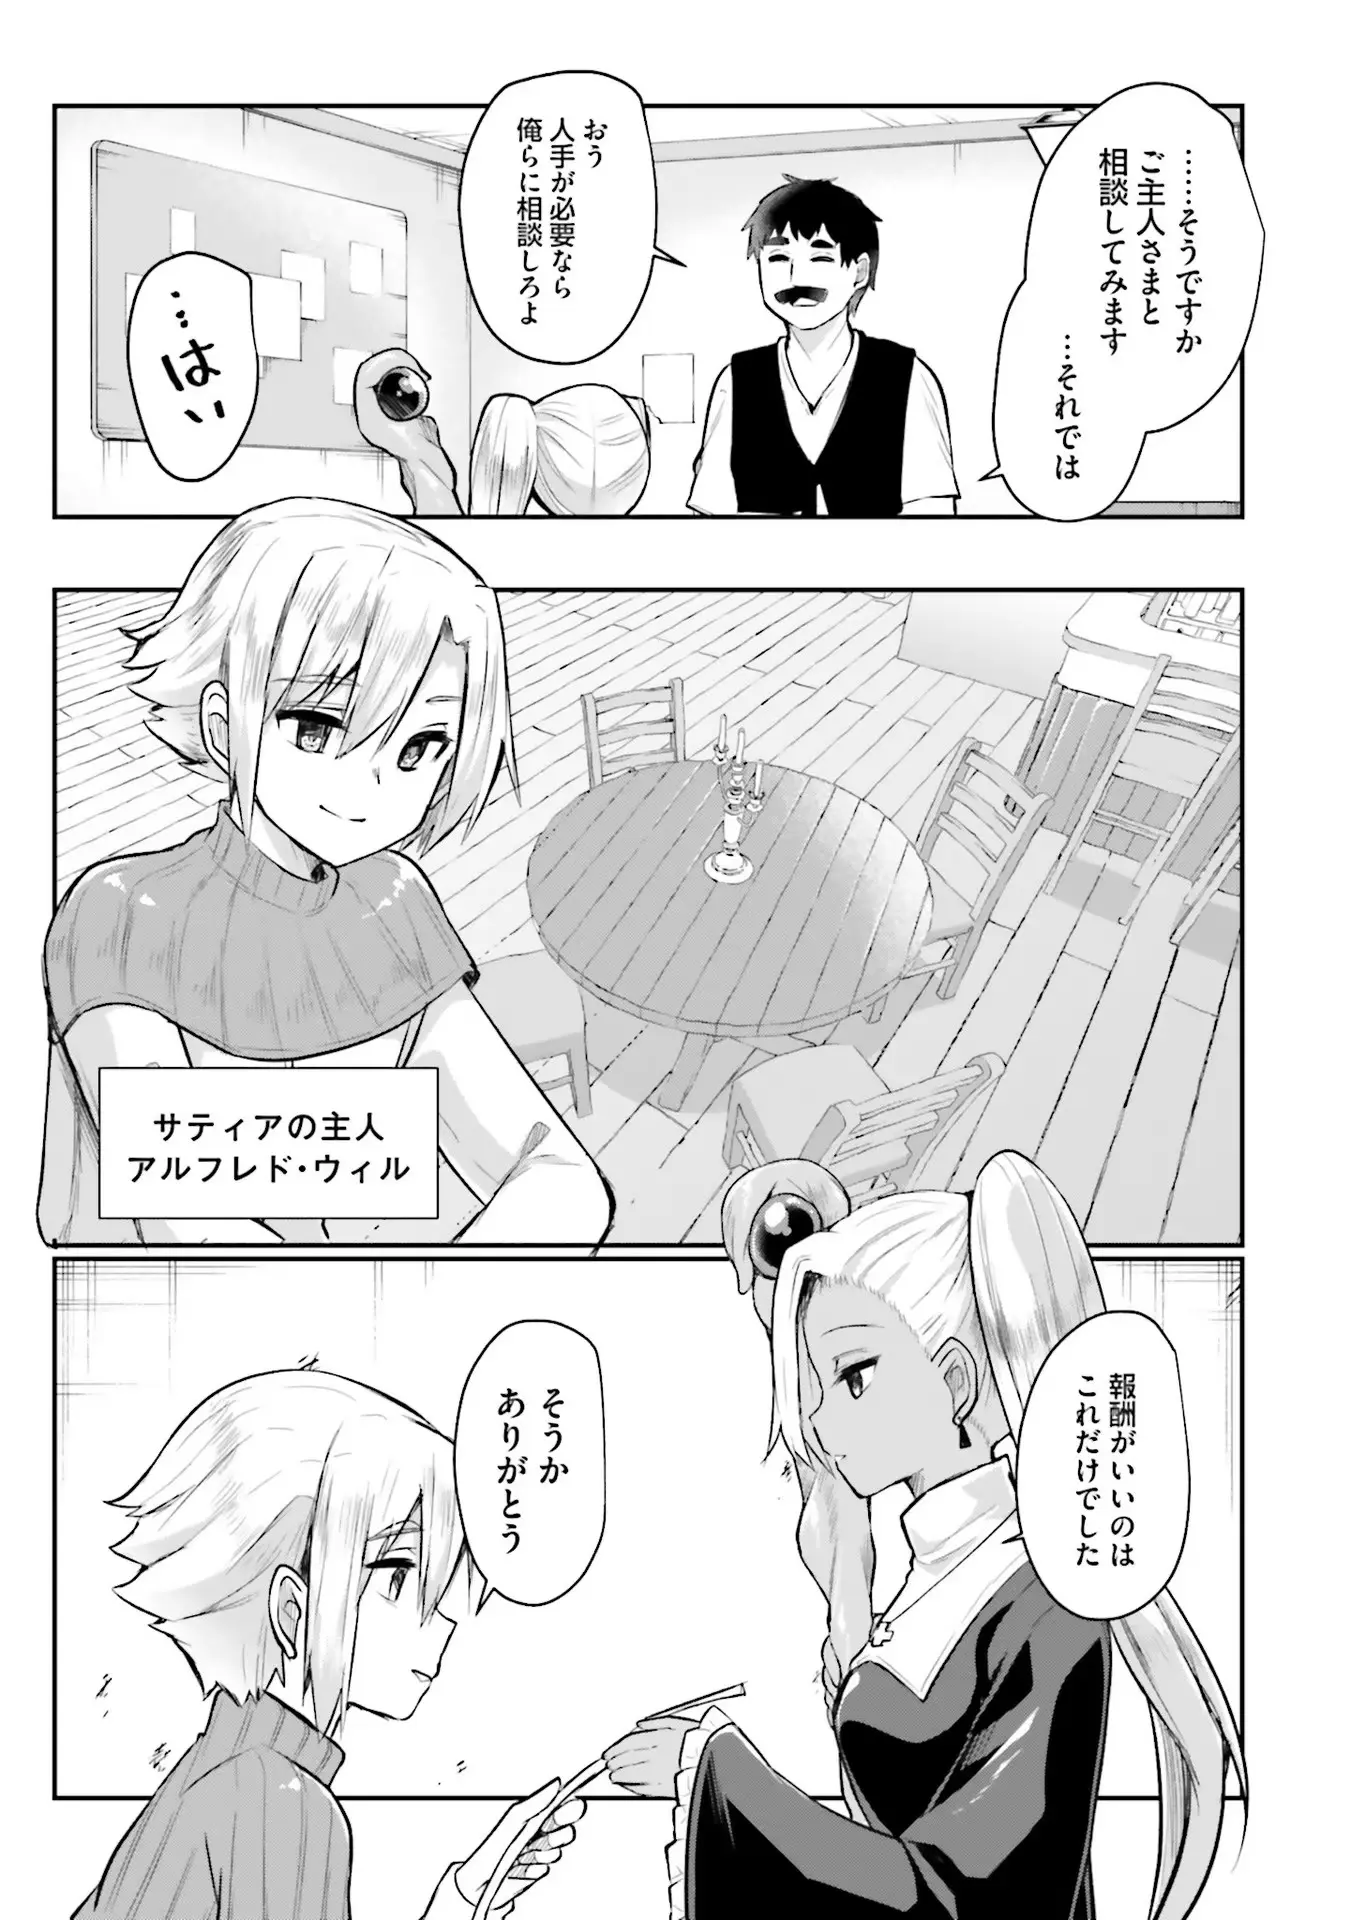 ……そうですか
ご主人さまと
相談してみます
…それでは
おう
人手が必要なら
俺らに相談しろよ
…はい
サティアの主人
アルフレド・ウィル
報酬がいいのは
これだけでした
そうか
ありがとう